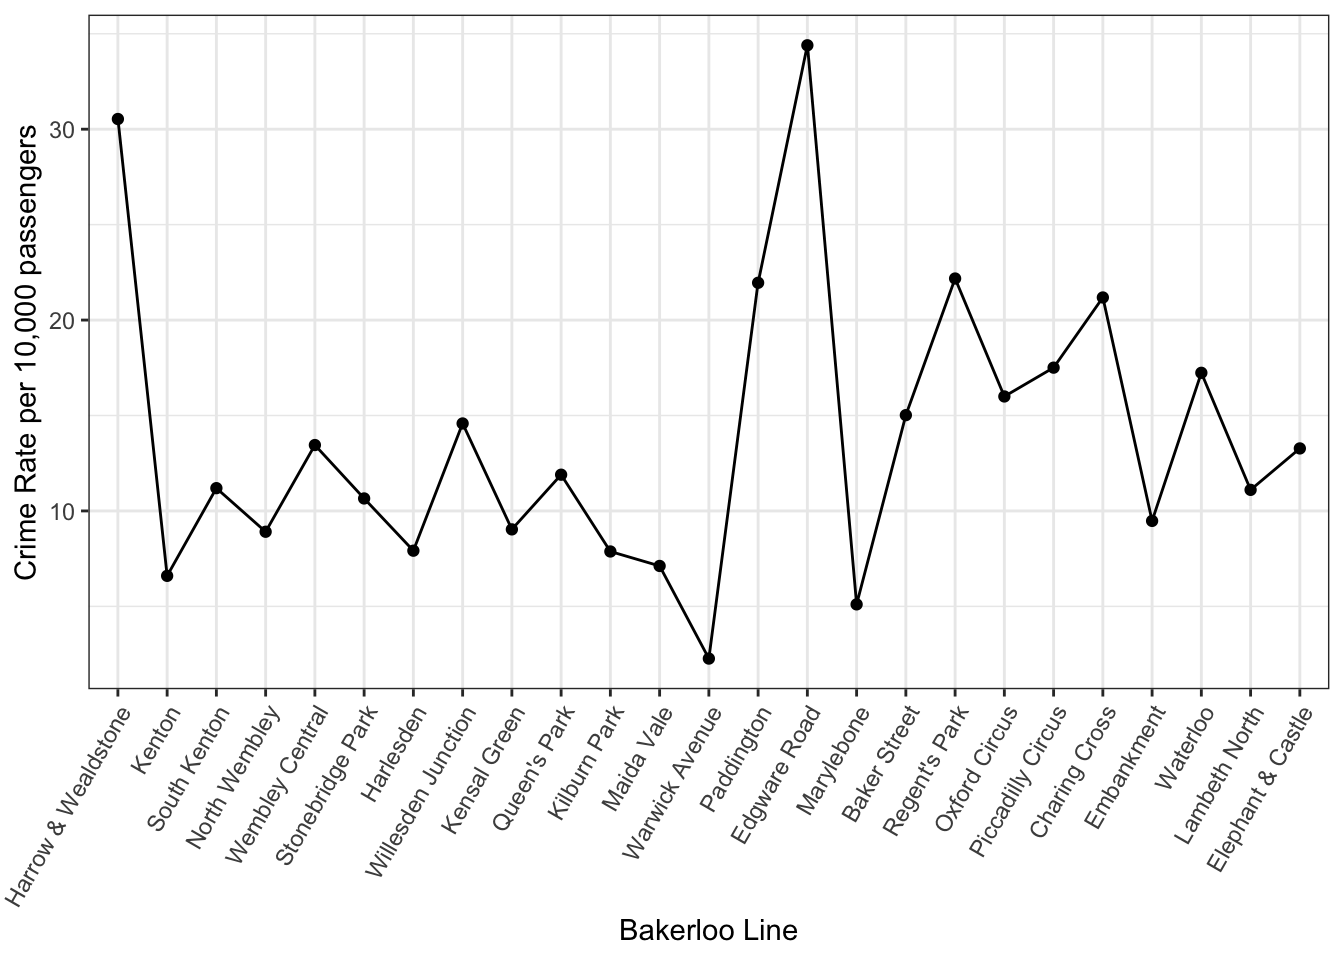 Crime Rate per 10,000 passengers
30
20
10
Harrow & Wealdstone
Kenton
South Kenton
North Wembley
Wembley Central
Stonebridge Park
Harlesden
Willesden Junction
Kensal Green
Queen's Park
Kilburn Park
Maida Vale
Warwick Avenue
Paddington
Edgware Road
Marylebone
Baker Street
Regent's Park
Oxford Circus
Piccadilly Circus
Charing Cross
Embankment
Waterloo
Lambeth North
Elephant & Castle
Bakerloo Line